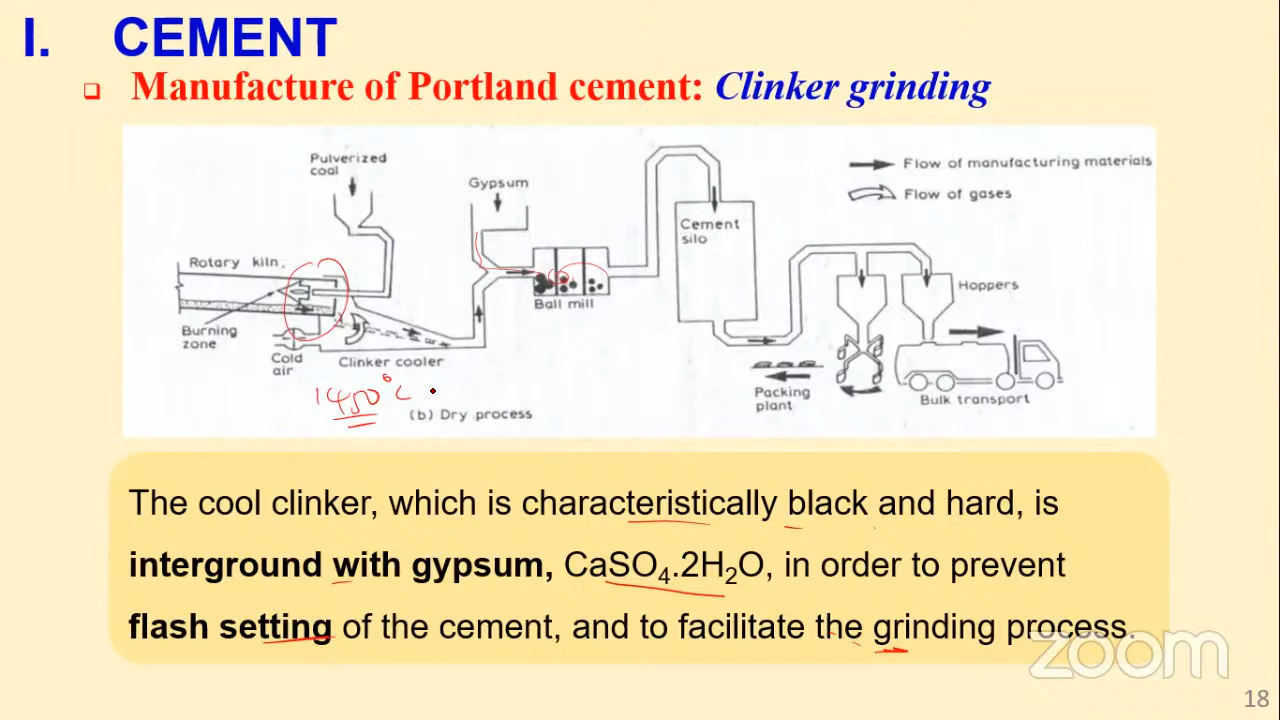 I. CEMENT
Manufacture of Portland cement: Clinker grinding
Pulverized
coal
Gypsum
Flow of manufacturing materials
Flow of gases
Cement
silo
Rotary kiln
Hoppers
Ball mill
Burning
zone
Cold
air
Clinker cooler
Packing
plant
Bulk transport
1450°C
(b) Dry process
The cool clinker, which is characteristically black and hard, is
interground with gypsum, CaSO₄.2H₂O, in order to prevent
flash setting of the cement, and to facilitate the grinding process.
zoom
18